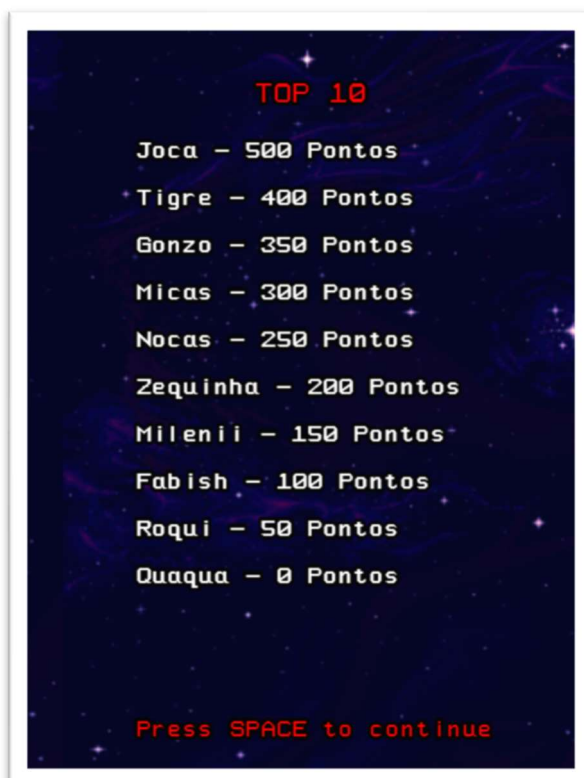 TOP 10
Joca - 500 Pontos
Tigre - 400 Pontos
Gonzo - 350 Pontos
Micas - 300 Pontos
Nocas - 250 Pontos
Zequinha - 200 Pontos
Milenii - 150 Pontos
Fabish - 100 Pontos
Roqui - 50 Pontos
Quaqua - 0 Pontos
Press SPACE to continue